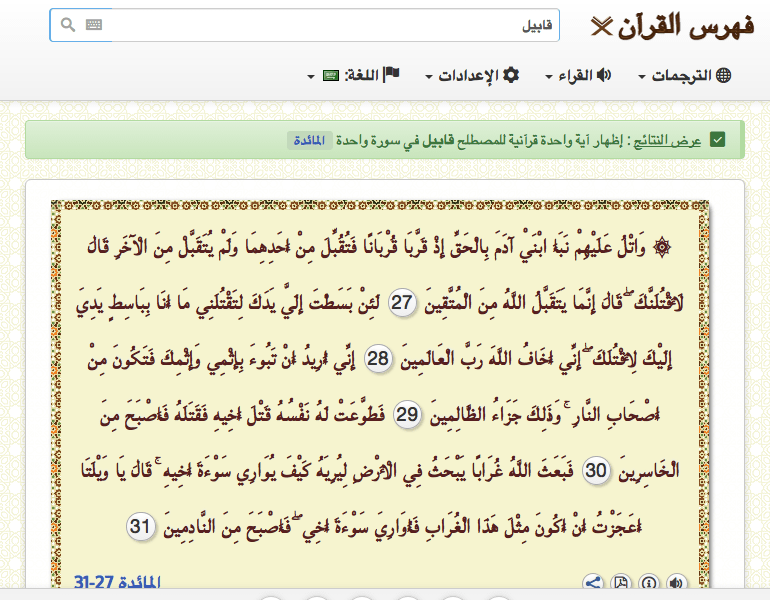 فهرس القرآن
قابيل
الترجمات القراء الإعدادات اللغة:
عرض النتائج : إظهار آية واحدة قرآنية للمصطلح قابيل في سورة واحدة المائدة
۞ وَاتْلُ عَلَيْهِمْ نَبَأَ ابْنَيْ آدَمَ بِالْحَقِّ إِذْ قَرَّبَا قُرْبَانًا فَتُقُبِّلَ مِنْ أَحَدِهِمَا وَلَمْ يُتَقَبَّلْ مِنَ الْآخَرِ قَالَ
لَأَقْتُلَنَّكَ ۖ قَالَ إِنَّمَا يَتَقَبَّلُ اللَّهُ مِنَ الْمُتَّقِينَ 27 لَئِنْ بَسَطْتَ إِلَيَّ يَدَكَ لِتَقْتُلَنِي مَا أَنَا بِبَاسِطٍ يَدِيَ
إِلَيْكَ لِأَقْتُلَكَ ۖ إِنِّي أَخَافُ اللَّهَ رَبَّ الْعَالَمِينَ 28 إِنِّي أُرِيدُ أَنْ تَبُوءَ بِإِثْمِي وَإِثْمِكَ فَتَكُونَ مِنْ
أَصْحَابِ النَّارِ ۚ وَذَٰلِكَ جَزَاءُ الظَّالِمِينَ 29 فَطَوَّعَتْ لَهُ نَفْسُهُ قَتْلَ أَخِيهِ فَقَتَلَهُ فَأَصْبَحَ مِنَ
الْخَاسِرِينَ 30 فَبَعَثَ اللَّهُ غُرَابًا يَبْحَثُ فِي الْأَرْضِ لِيُرِيَهُ كَيْفَ يُوَارِي سَوْءَةَ أَخِيهِ ۚ قَالَ يَا وَيْلَتَا
أَعَجَزْتُ أَنْ أَكُونَ مِثْلَ هَٰذَا الْغُرَابِ فَأُوَارِيَ سَوْءَةَ أَخِي ۖ فَأَصْبَحَ مِنَ النَّادِمِينَ 31
المائدة 27-31